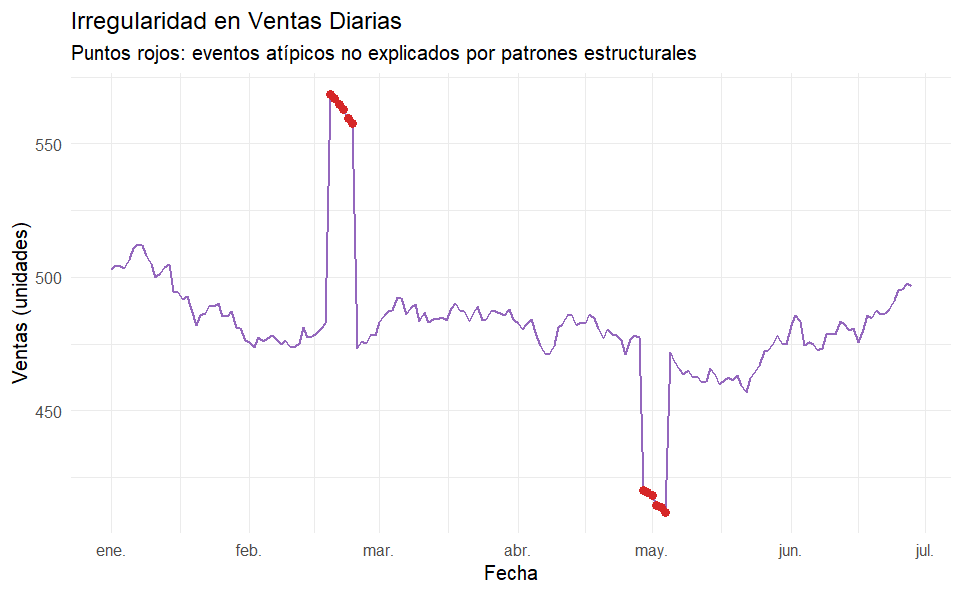 Irregularidad en Ventas Diarias
Puntos rojos: eventos atípicos no explicados por patrones estructurales
Ventas (unidades)
550
500
450
ene.
feb.
mar.
abr.
may.
jun.
jul.
Fecha